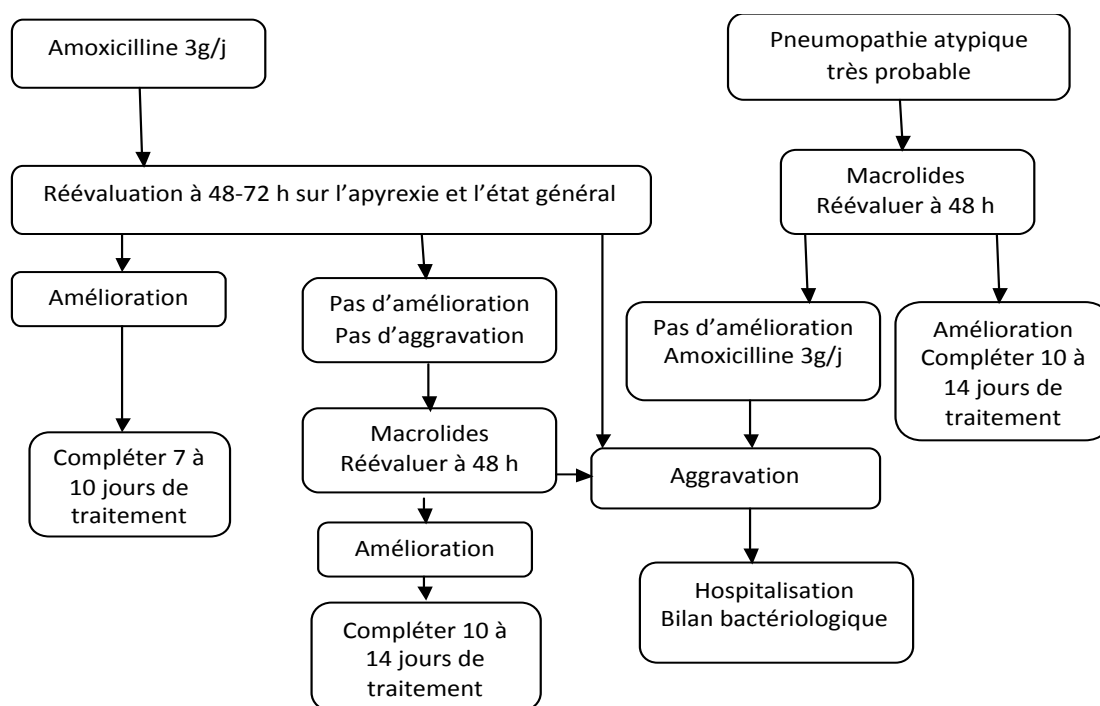 Amoxicilline 3g/j
Pneumopathie atypique
très probable
Réévaluation à 48-72 h sur l’apyrexie et l’état général
Macrolides
Réévaluer à 48 h
Amélioration
Pas d’amélioration
Pas d’aggravation
Pas d’amélioration
Amoxicilline 3g/j
Amélioration
Compléter 10 à
14 jours de
traitement
Compléter 7 à
10 jours de
traitement
Macrolides
Réévaluer à 48 h
Aggravation
Amélioration
Hospitalisation
Bilan bactériologique
Compléter 10 à
14 jours de
traitement